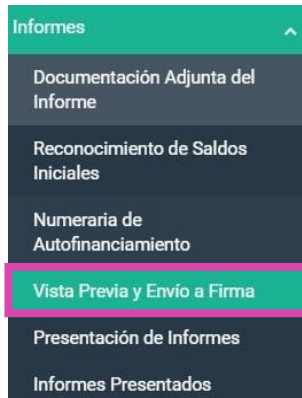 Informes
Documentación Adjunta del
Informe
Reconocimiento de Saldos
Iniciales
Numeraria de
Autofinanciamiento
Vista Previa y Envío a Firma
Presentación de Informes
Informes Presentados